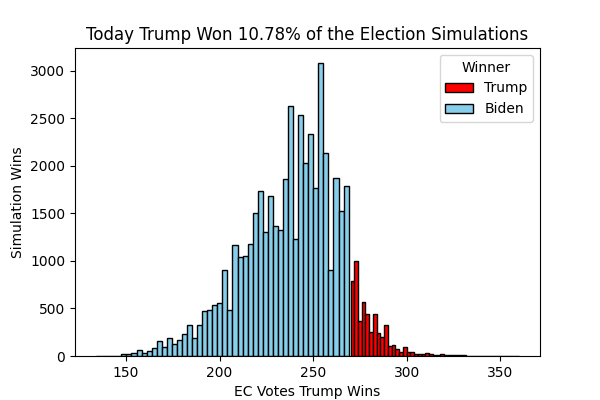 Today Trump Won 10.78% of the Election Simulations
Winner
Trump
Biden
Simulation Wins
3000
2500
2000
1500
1000
500
0
150
200
250
300
350
EC Votes Trump Wins